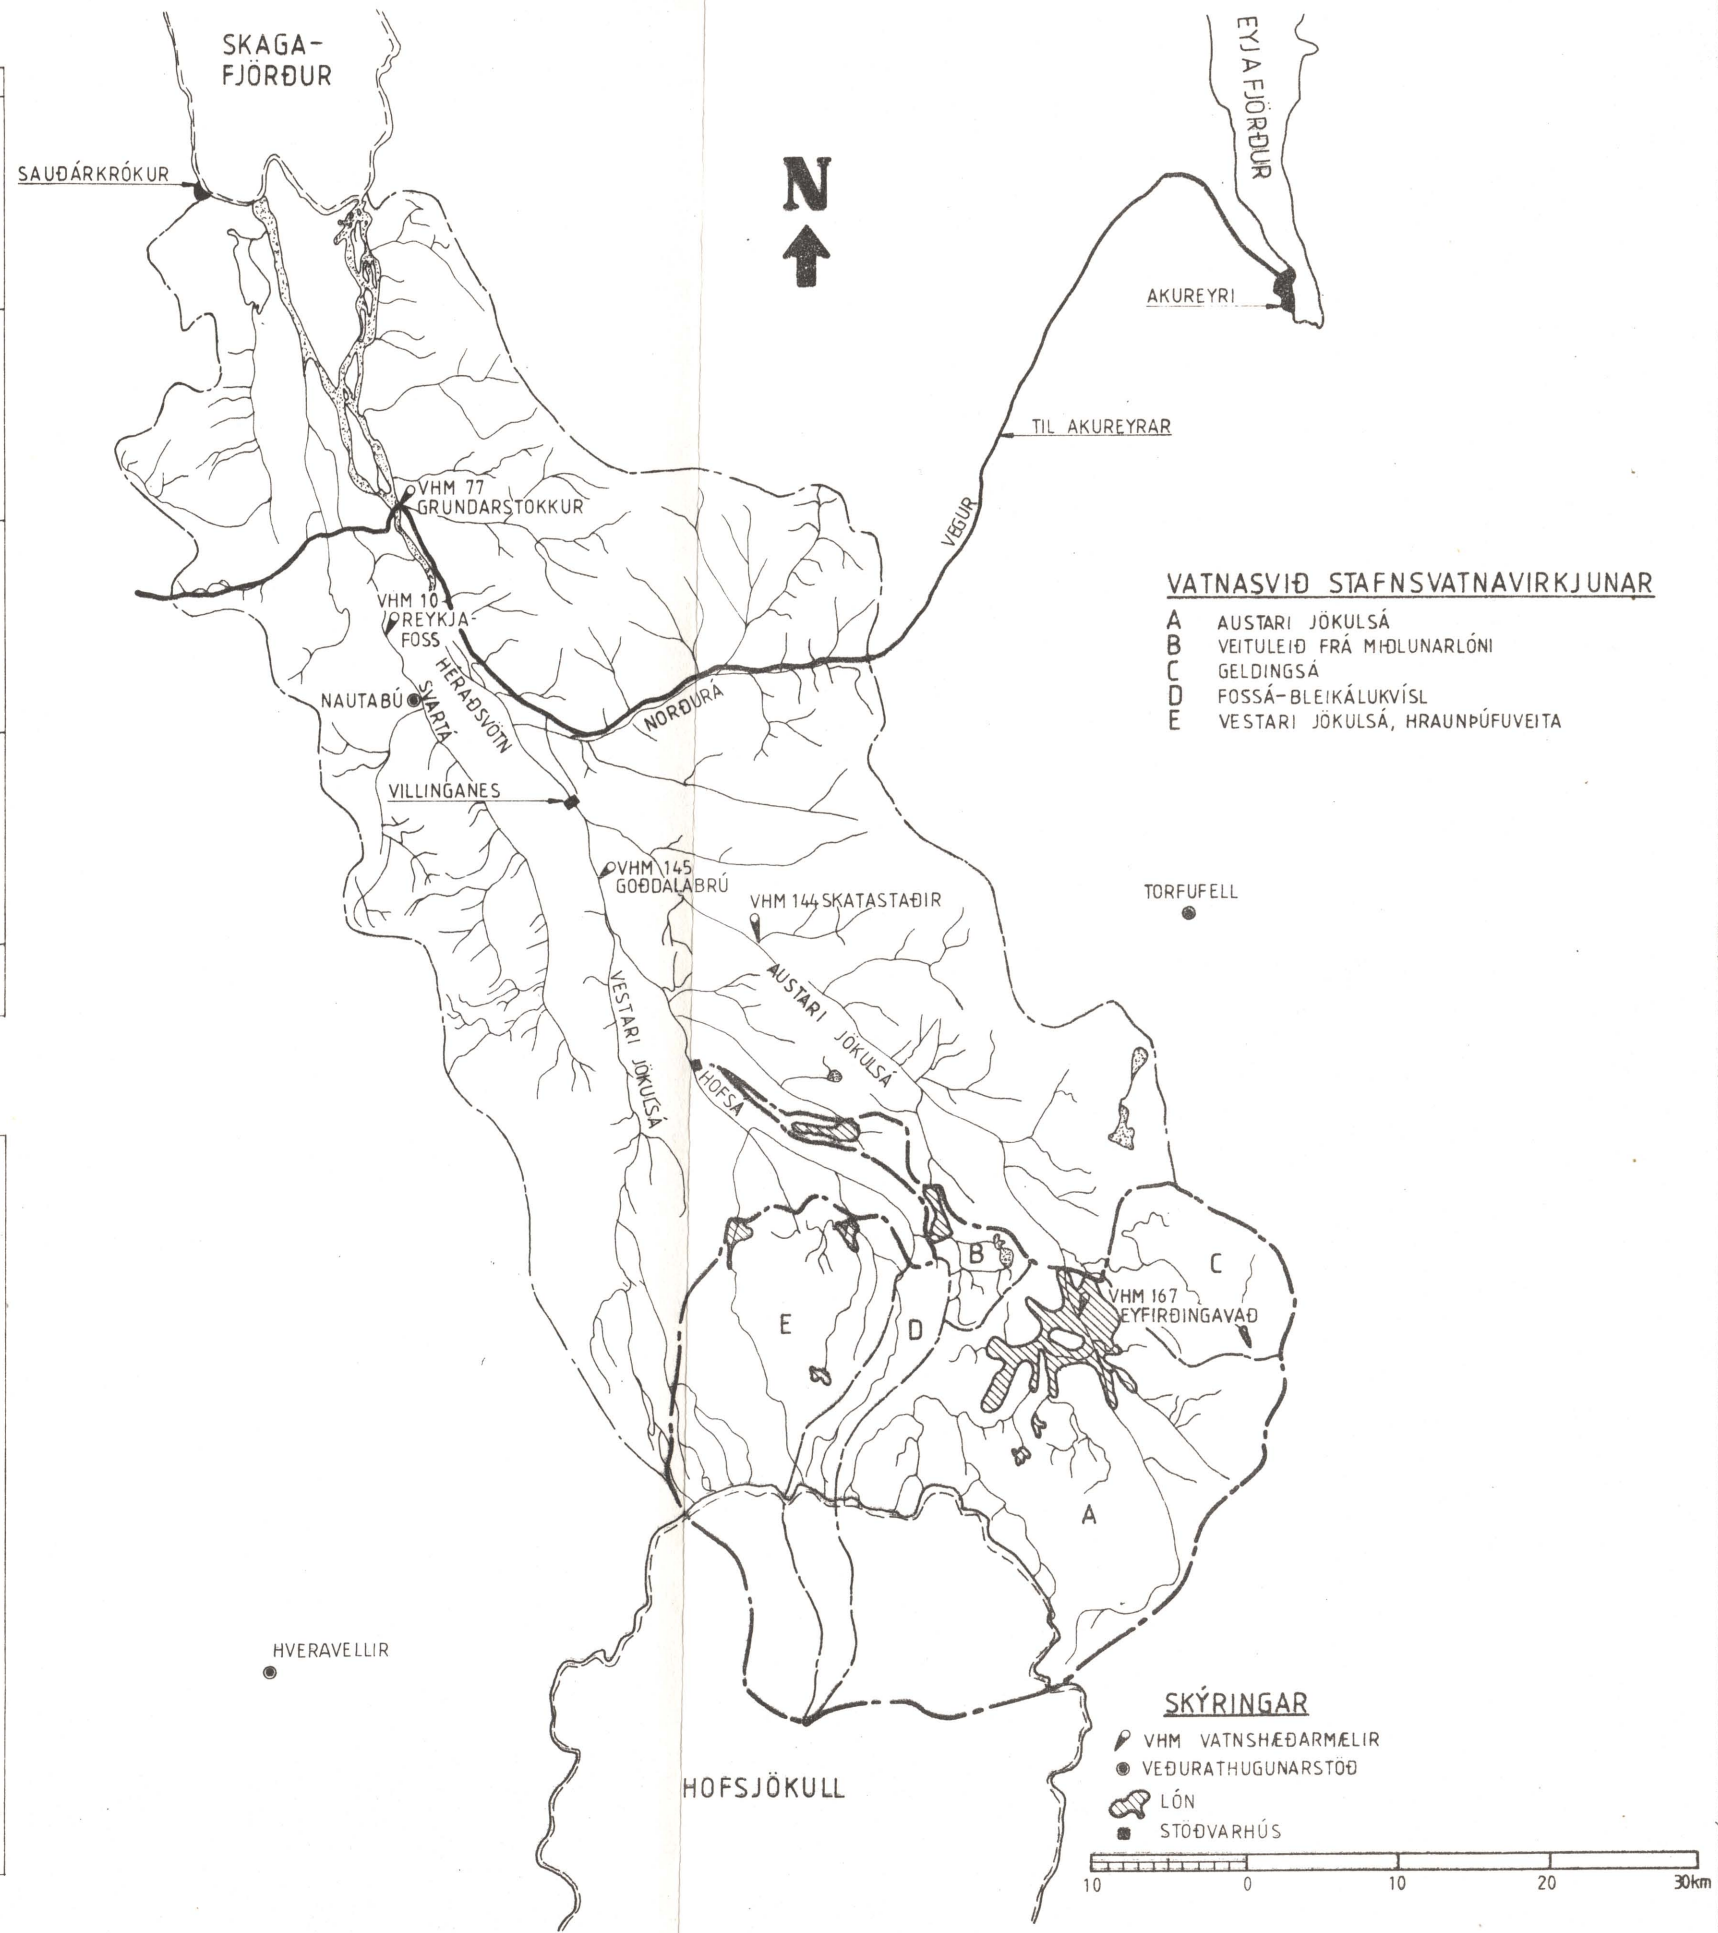 SKAGA-
FJÖRÐUR
EYJAFJÖRÐUR
SAUÐÁRKRÓKUR
N
AKUREYRI
TIL AKUREYRAR
VHM 77
GRUNDARSTOKKUR
VEGUR
VATNASVIÐ STAFNSVATNAVIRKJUNAR
A AUSTARI JÖKULSÁ
B VEITULEIÐ FRÁ MIÐLUNARLÓNI
C GELDINGSÁ
D FOSSÁ-BLEIKÁLUKVÍSL
E VESTARI JÖKULSÁ, HRAUNÞÚFUVEITA
VHM 10
REYKJA-
FOSS
HÉRAÐSVÖTN
SVARTÁ
NAUTABÚ
NORÐURÁ
VILLINGANES
VHM 145
GOÐDALABRÚ
VHM 144 SKATASTAÐIR
TORFUFELL
AUSTARI JÖKULSÁ
VESTARI JÖKULSÁ
HOFSÁ
B
C
VHM 167
EYFIRÐINGAVAÐ
E
D
A
HVERAVELLIR
HOFSJÖKULL
SKÝRINGAR
VHM VATNSHÆÐARMÆLIR
VEÐURATHUGUNARSTÖÐ
LÓN
STÖÐVARHÚS
10 0 10 20 30km